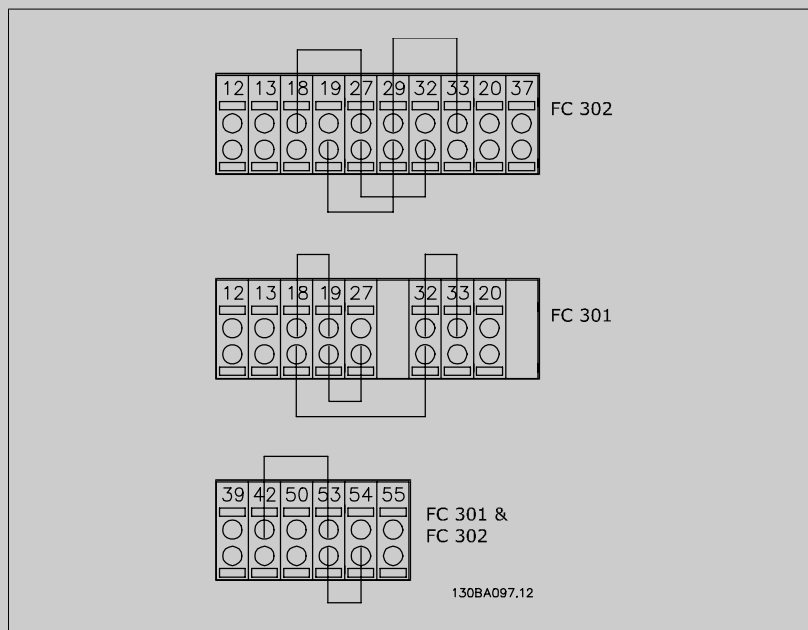 12 13 18 19 27 29 32 33 20 37
FC 302
12 13 18 19 27 32 33 20
FC 301
39 42 50 53 54 55
FC 301 &
FC 302
130BA097.12